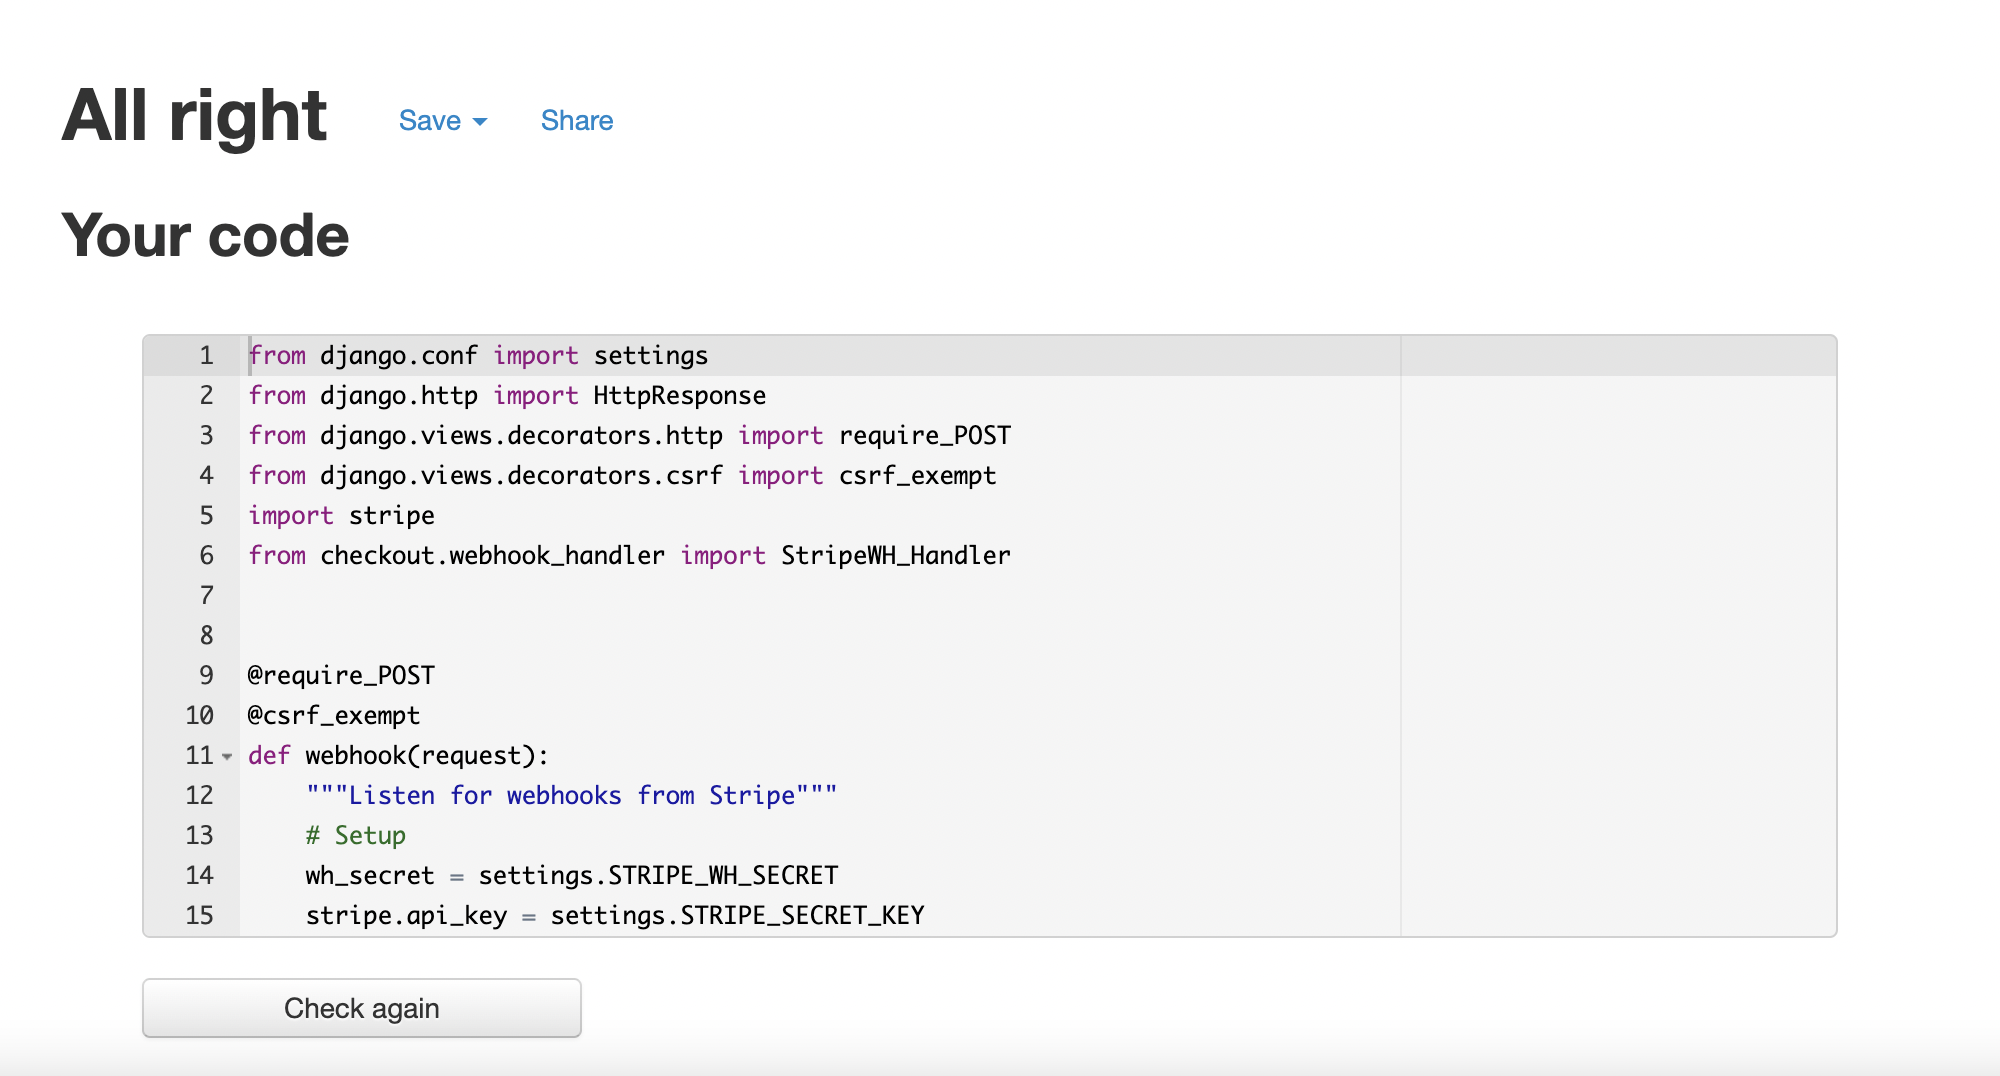 All right Save Share
Your code
1 from django.conf import settings
2 from django.http import HttpResponse
3 from django.views.decorators.http import require_POST
4 from django.views.decorators.csrf import csrf_exempt
5 import stripe
6 from checkout.webhook_handler import StripeWH_Handler
7
8
9 @require_POST
10 @csrf_exempt
11 def webhook(request):
12     """Listen for webhooks from Stripe"""
13     # Setup
14     wh_secret = settings.STRIPE_WH_SECRET
15     stripe.api_key = settings.STRIPE_SECRET_KEY
Check again